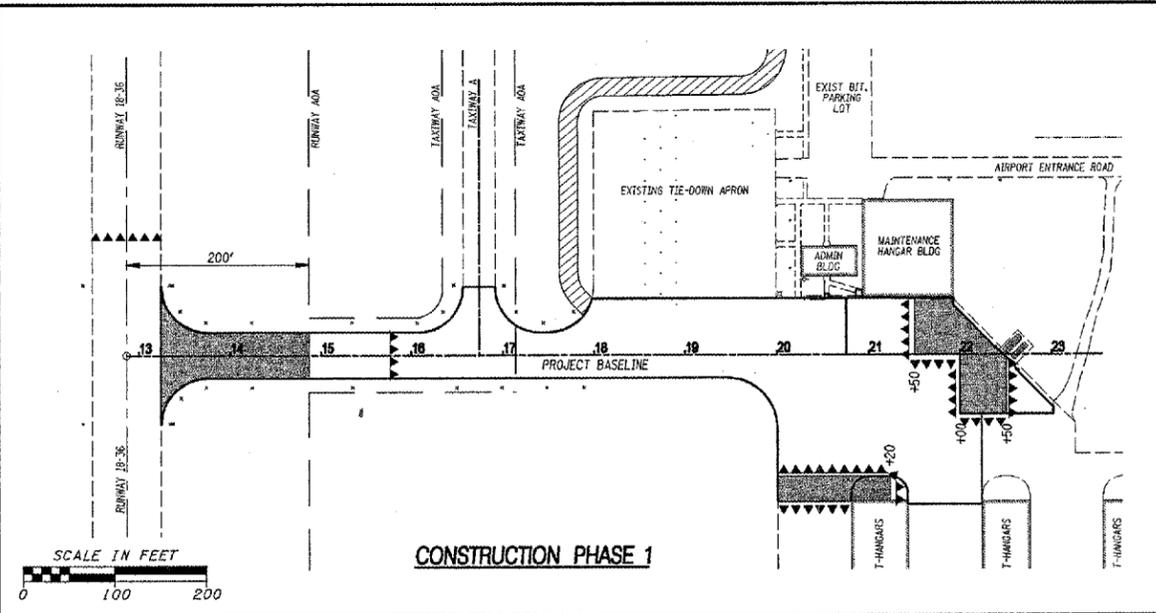 RUNWAY 18-36
RUNWAY AOA
TAXIWAY AOA
TAXIWAY A
TAXIWAY AOA
EXIST BIT.
PARKING
LOT
AIRPORT ENTRANCE ROAD
EXISTING TIE-DOWN APRON
MAINTENANCE
HANGAR BLDG
ADMIN
BLDG
200'
13
14
15
16
17
18
19
20
21
22
23
PROJECT BASELINE
+50
+00
+50
+20
RUNWAY 18-36
T-HANGARS
T-HANGARS
T-HANGARS
CONSTRUCTION PHASE 1
SCALE IN FEET
0 100 200